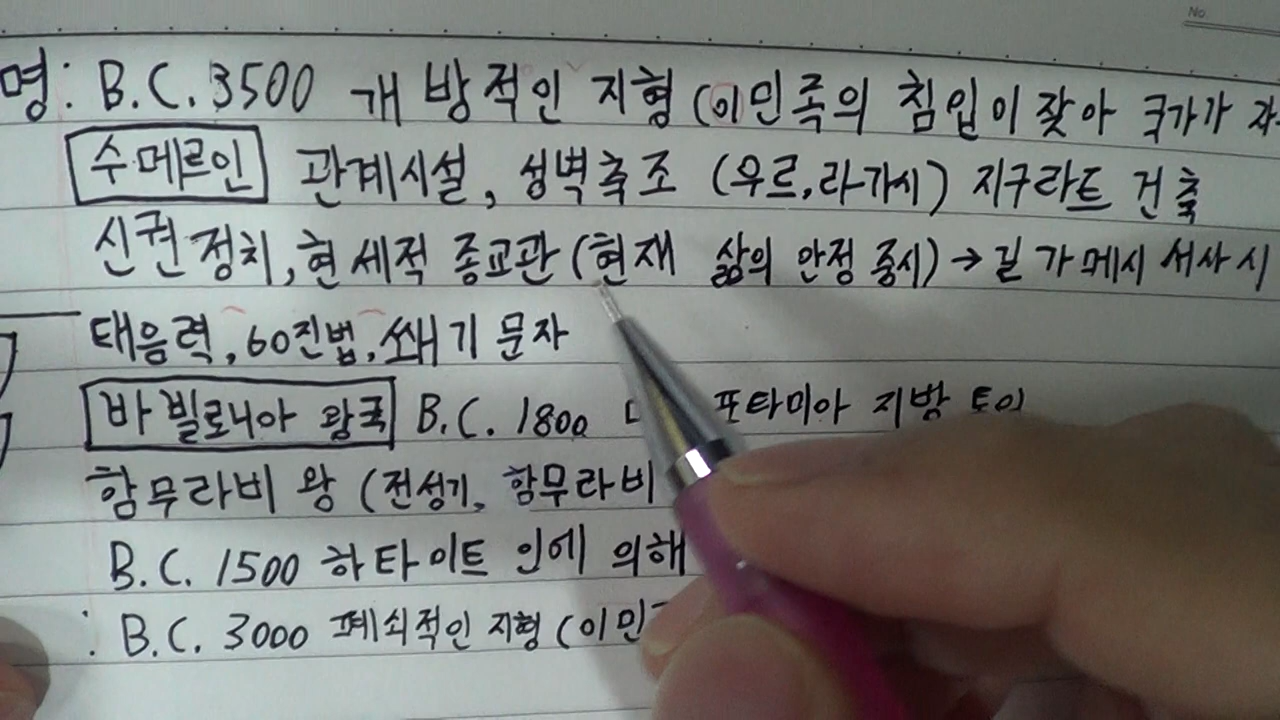 No
명: B.C. 3500 개방적인 지형 (이민족의 침입이 잦아 국가가
수메르인 관계시설, 성벽축조 (우르, 라가시) 지구라트 건축
신권정치, 현세적 종교관 (현재 삶의 안정 중시) → 길가메시 서사시
태음력, 60진법, 쐐기 문자
바빌로니아 왕국 B.C. 1800 포타미아 지방
함무라비 왕 (전성기, 함무라비
B.C. 1500 하타이트 인에 의해
: B.C. 3000 폐쇠적인 지형 (이민